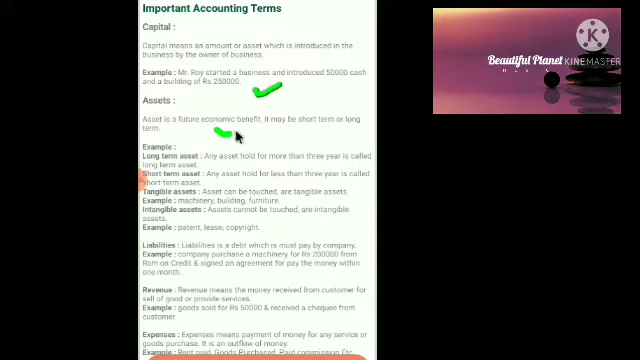 Important Accounting Terms
Capital :
Capital means an amount or asset which is introduced in the
business by the owner of business.
Example : Mr. Roy started a business and introduced 50000 cash
and a building of Rs 250000.
Assets :
Asset is a future economic benefit, it may be short term or long
term.
Example :
Long term asset : Any asset hold for more than three year is called
long term asset.
Short term asset : Any asset hold for less than three year is called
short term asset.
Tangible assets : Asset can be touched, are tangible assets.
Example : machinery, building, furniture.
Intangible assets : Assets cannot be touched, are intangible
assets.
Example : patent, lease, copyright.
Liabilities : Liabilities is a debt which is must pay by company.
Example : company purchase a machinery for Rs 200000 from
Ram on Credit & signed an agreement for pay the money within
one month.
Revenue : Revenue means the money received from customer for
sell of good or provide services.
Example : goods sold for Rs 50000 & received a chequee from
customer
Expenses : Expenses means payment of money for any service or
goods purchase. It is an outflow of money.
Example : Rent paid, Goods Purchased, Paid commission Etc.
Beautiful Planet
K
KINEMASTER